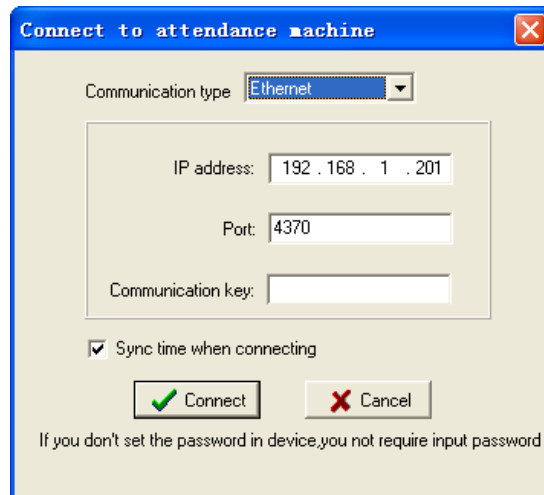 Connect to attendance machine
Communication type Ethernet
IP address: 192 . 168 . 1 . 201
Port: 4370
Communication key:
Sync time when connecting
Connect Cancel
If you don't set the password in device,you not require input password